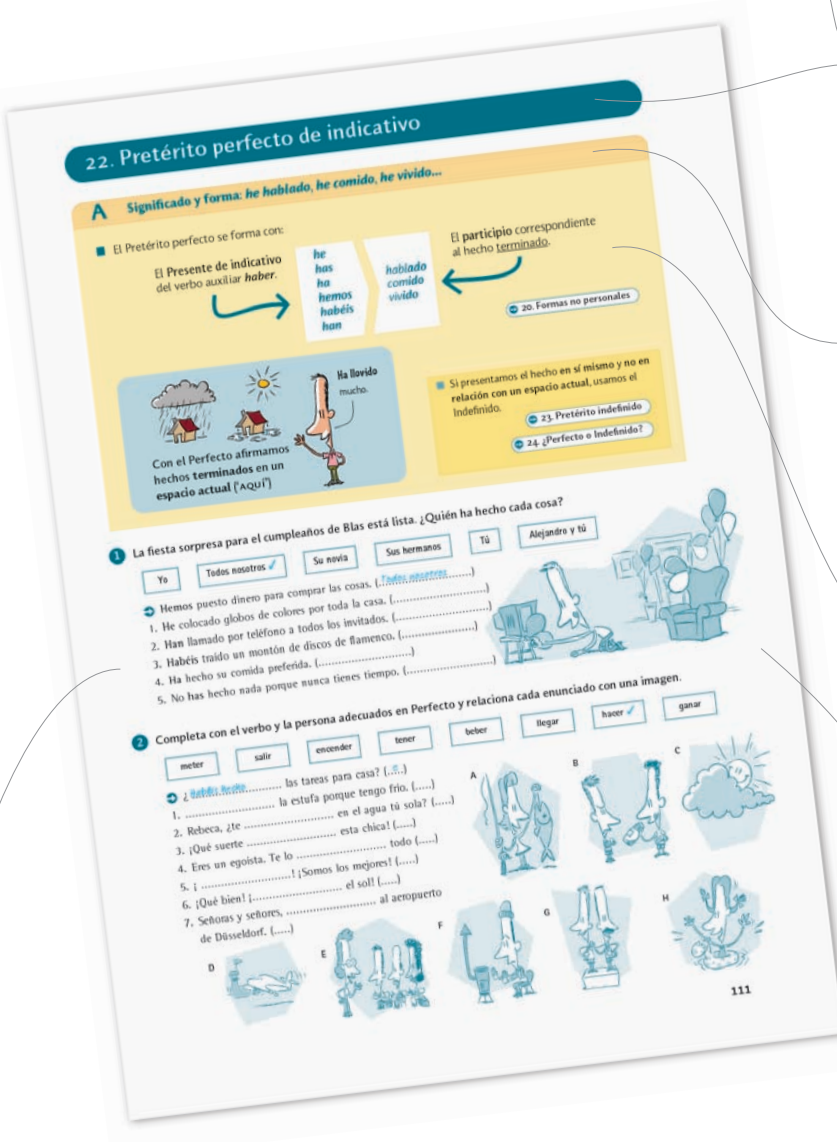 22. Pretérito perfecto de indicativo
A Significado y forma: he hablado, he comido, he vivido...
El Pretérito perfecto se forma con:
El Presente de indicativo
del verbo auxiliar haber.
he
has
ha
hemos
habéis
han
hablado
comido
vivido
El participio correspondiente
al hecho terminado.
20. Formas no personales
Ha llovido
mucho.
Con el Perfecto afirmamos
hechos terminados en un
espacio actual ("AQUÍ")
Si presentamos el hecho en sí mismo y no en
relación con un espacio actual, usamos el
Indefinido.
23. Pretérito indefinido
24. ¿Perfecto o Indefinido?
1 La fiesta sorpresa para el cumpleaños de Blas está lista. ¿Quién ha hecho cada cosa?
Yo
Todos nosotros ✓
Su novia
Sus hermanos
Tú
Alejandro y tú
Hemos puesto dinero para comprar las cosas. (...Todos nosotros...)
1. He colocado globos de colores por toda la casa. (..........................)
2. Han llamado por teléfono a todos los invitados. (..........................)
3. Habéis traído un montón de discos de flamenco. (....................)
4. Ha hecho su comida preferida. (..........................)
5. No has hecho nada porque nunca tienes tiempo. (........................)
2 Completa con el verbo y la persona adecuados en Perfecto y relaciona cada enunciado con una imagen.
meter
salir
encender
tener
beber
llegar
hacer ✓
ganar
¿ Habéis hecho .......... las tareas para casa? (.....)
1. ......................... la estufa porque tengo frío. (.....)
2. Rebeca, ¿te ......................... en el agua tú sola? (.....)
3. ¡Qué suerte ......................... esta chica! (.....)
4. Eres un egoísta. Te lo ......................... todo (.....)
5. ¡ .........................! ¡Somos los mejores! (.....)
6. ¡Qué bien! ¡......................... el sol! (.....)
7. Señoras y señores, ......................... al aeropuerto
de Düsseldorf. (.....)
A
B
C
D
E
F
G
H
111